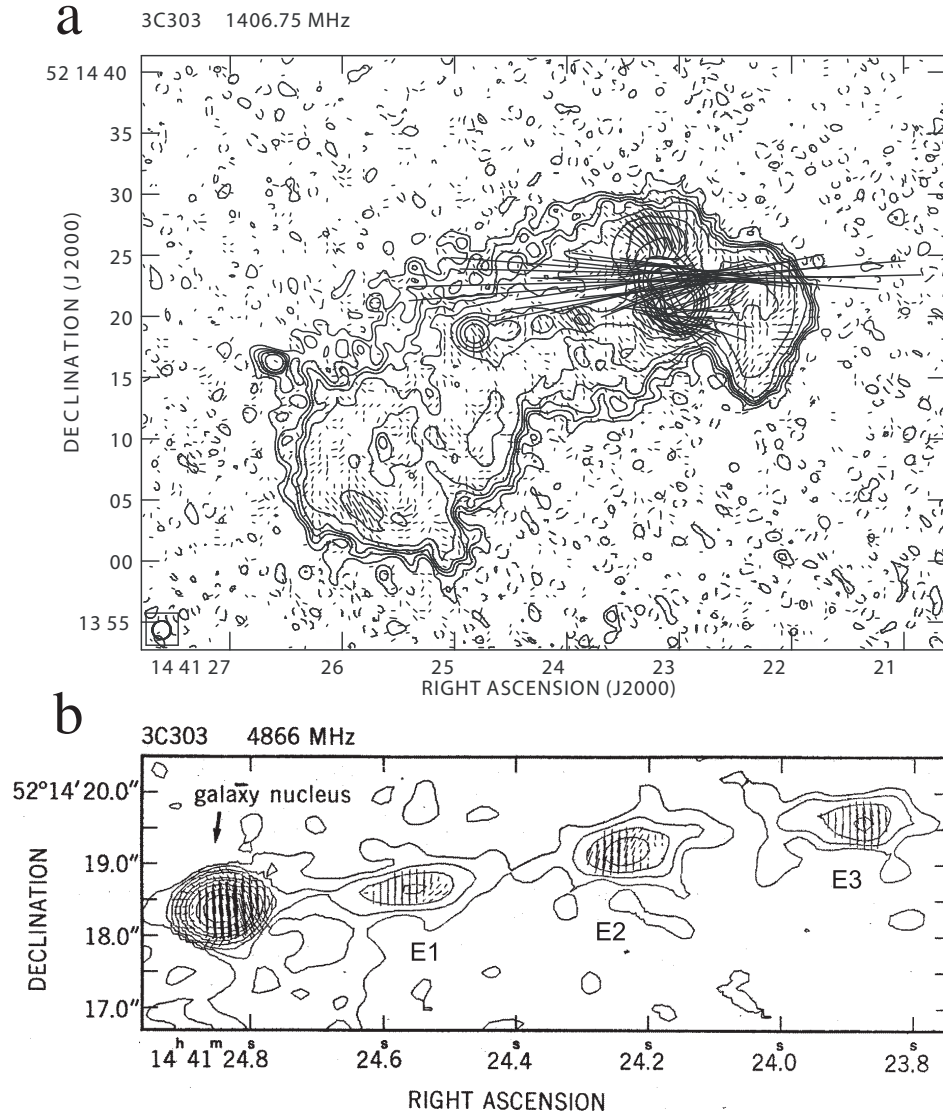 a
3C303 1406.75 MHz
52 14 40
35
30
25
20
15
10
05
00
13 55
DECLINATION (J2000)
14 41 27 26 25 24 23 22 21
RIGHT ASCENSION (J2000)
b
3C303 4866 MHz
52°14'20.0"
19.0"
18.0"
17.0"
DECLINATION
galaxy nucleus
E1
E2
E3
14h 41m 24.8s 24.6s 24.4s 24.2s 24.0s 23.8s
RIGHT ASCENSION